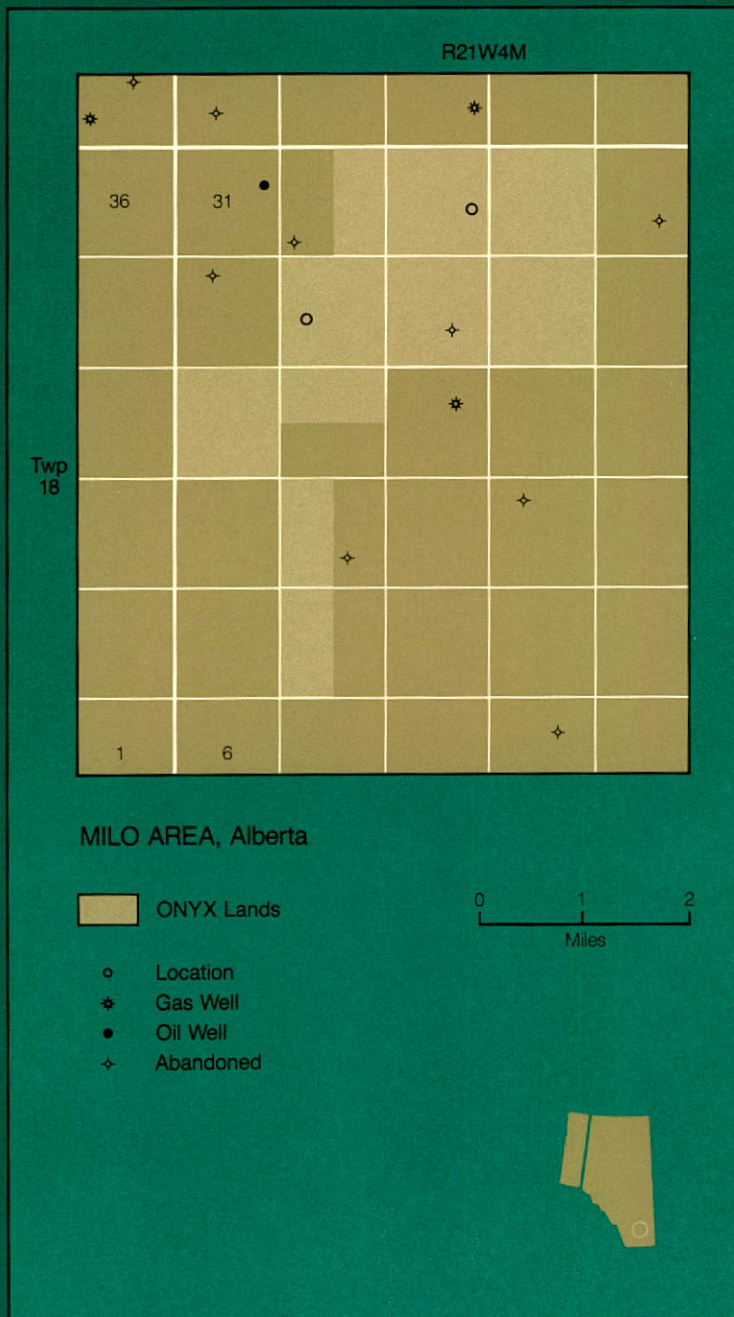 R21W4M
36
31
Twp
18
1
6
MILO AREA, Alberta
ONYX Lands
0 1 2
Miles
Location
Gas Well
Oil Well
Abandoned